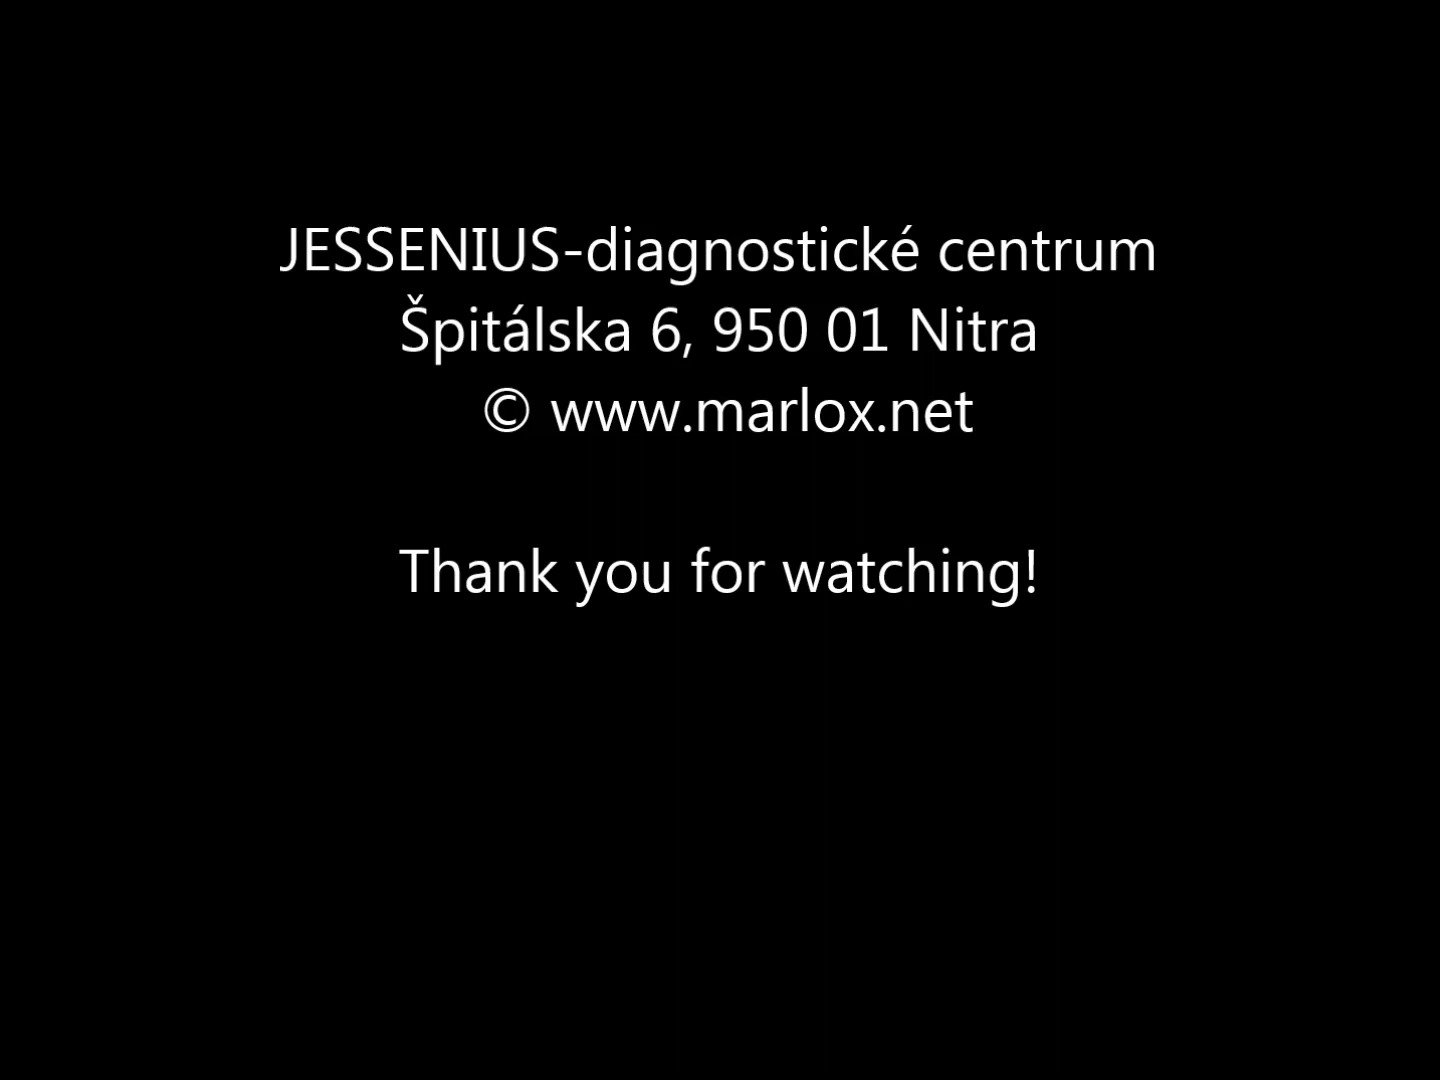 JESSENIUS-diagnostické centrum
Špitálska 6, 950 01 Nitra
© www.marlox.net
Thank you for watching!